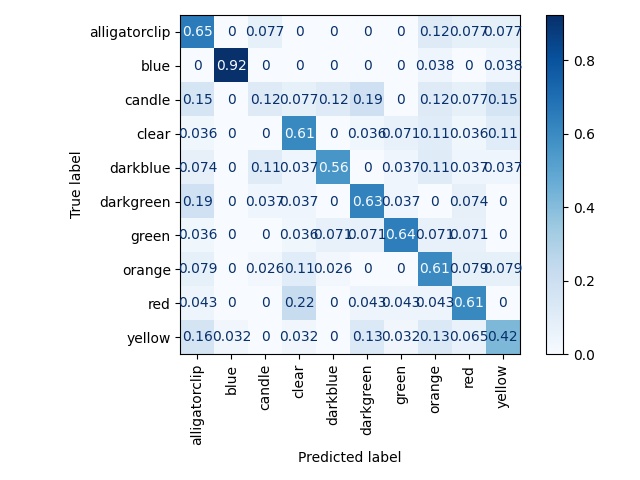 alligatorclip 0.65 0 0.077 0 0 0 0 0.12 0.077 0.077
blue 0 0.92 0 0 0 0 0 0.038 0 0.038 0.8
candle 0.15 0 0.12 0.077 0.12 0.19 0 0.12 0.077 0.15
clear 0.036 0 0 0.61 0 0.036 0.071 0.11 0.036 0.11 0.6
darkblue 0.074 0 0.11 0.037 0.56 0 0.037 0.11 0.037 0.037
True label
darkgreen 0.19 0 0.037 0.037 0 0.63 0.037 0 0.074 0 0.4
green 0.036 0 0 0.036 0.071 0.071 0.64 0.071 0.071 0
orange 0.079 0 0.026 0.11 0.026 0 0 0.61 0.079 0.079 0.2
red 0.043 0 0 0.22 0 0.043 0.043 0.043 0.61 0
yellow 0.16 0.032 0 0.032 0 0.13 0.032 0.13 0.065 0.42 0.0
alligatorclip blue candle clear darkblue darkgreen green orange red yellow
Predicted label